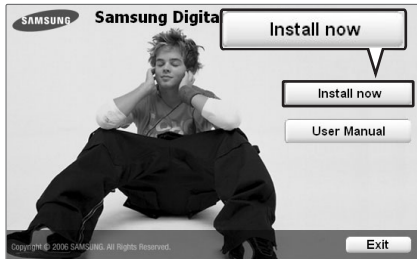 SAMSUNG
Samsung Digita
Install now
Install now
User Manual
Copyright © 2006 SAMSUNG. All Rights Reserved.
Exit